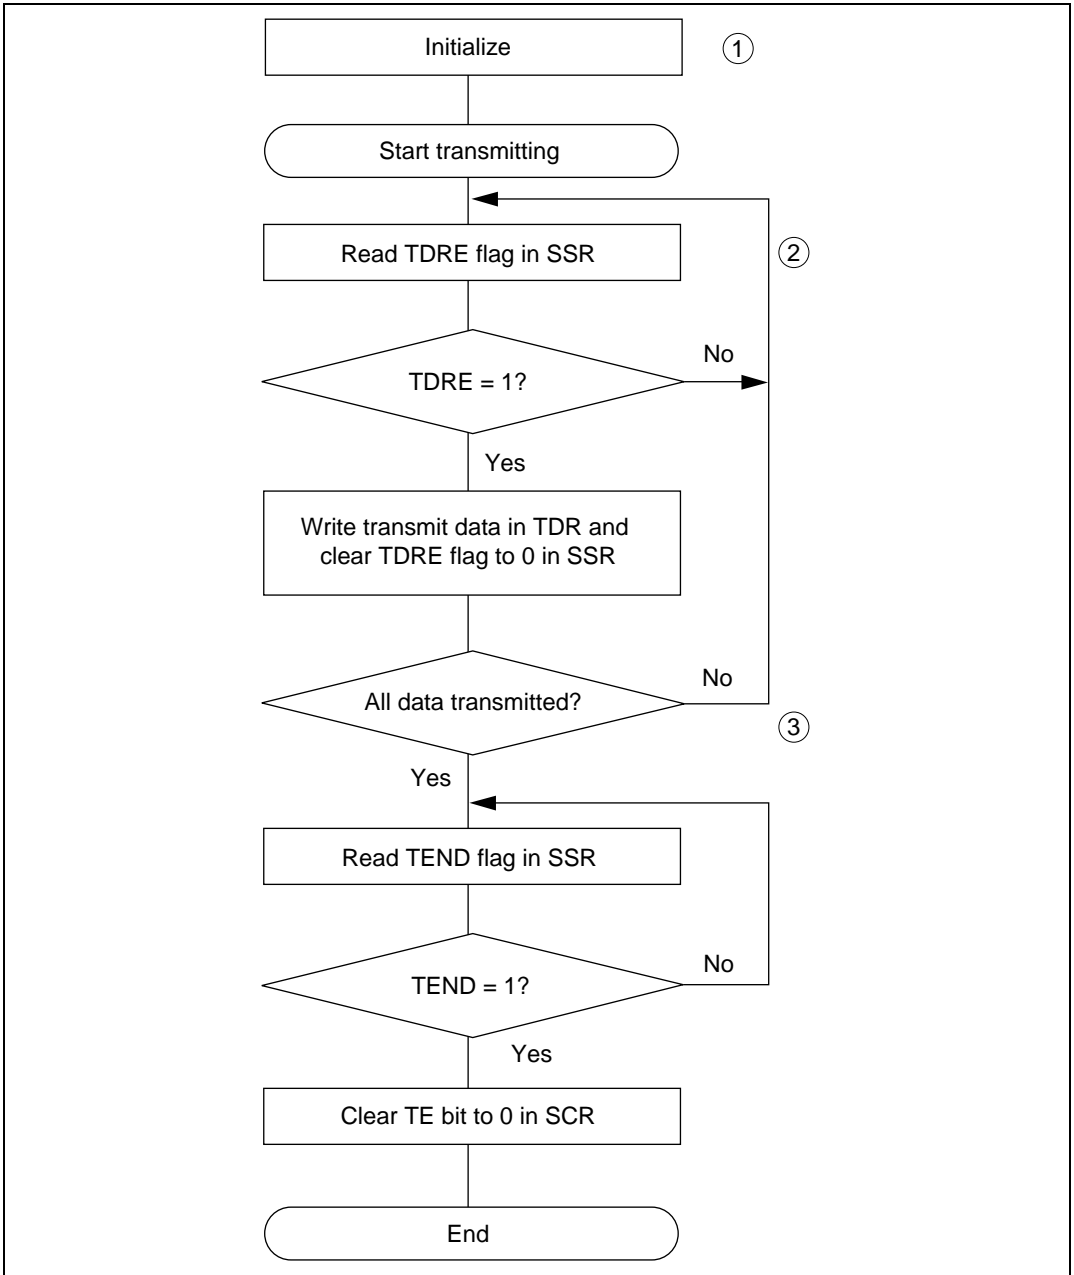 Initialize
1
Start transmitting
Read TDRE flag in SSR
2
TDRE = 1?
No
Yes
Write transmit data in TDR and
clear TDRE flag to 0 in SSR
All data transmitted?
No
3
Yes
Read TEND flag in SSR
TEND = 1?
No
Yes
Clear TE bit to 0 in SCR
End